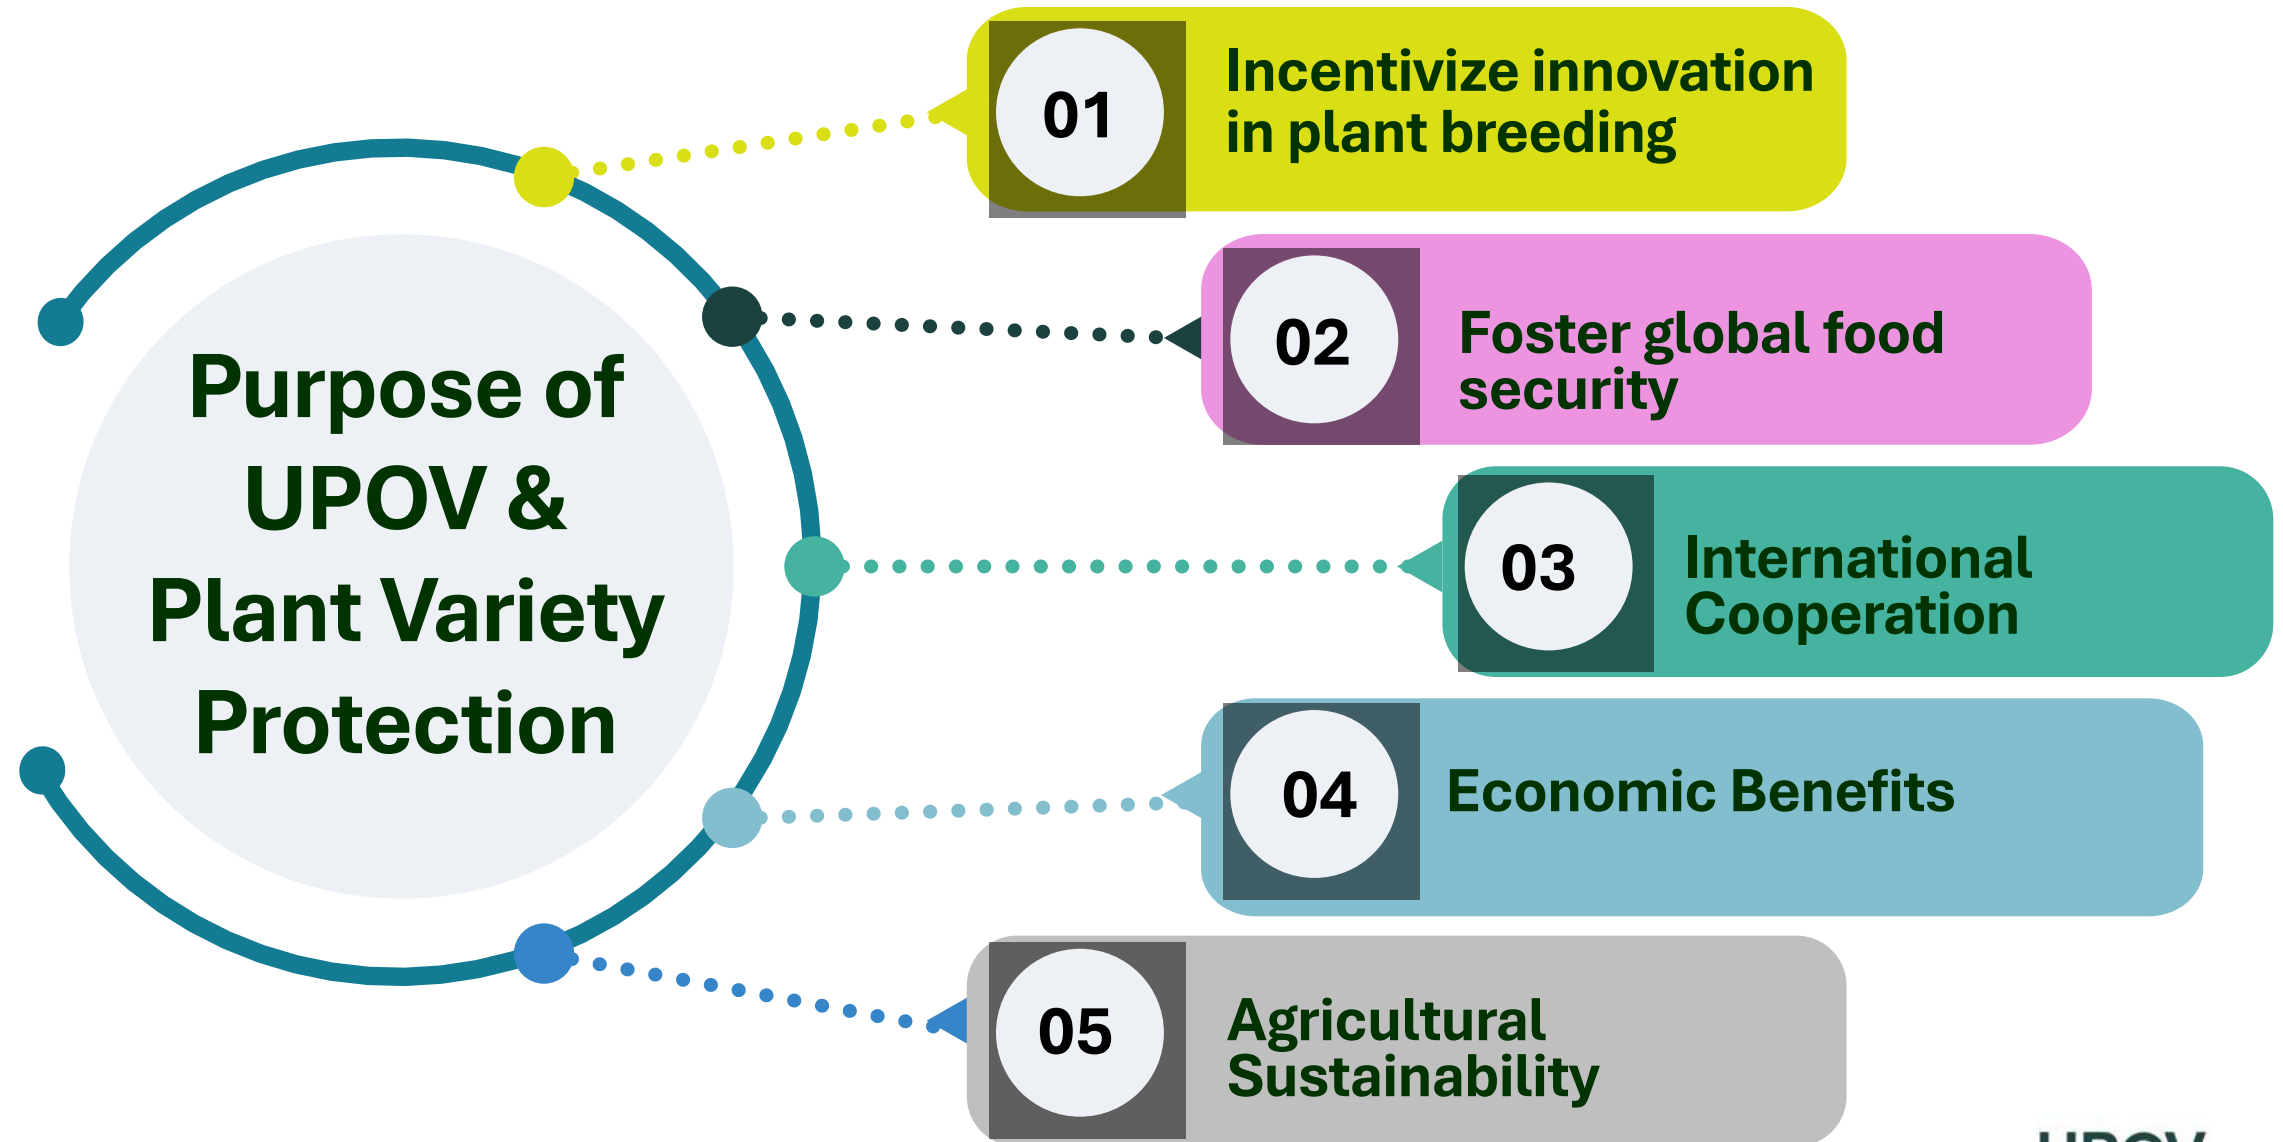 Purpose of
UPOV &
Plant Variety
Protection
01
Incentivize innovation
in plant breeding
02
Foster global food
security
03
International
Cooperation
04
Economic Benefits
05
Agricultural
Sustainability